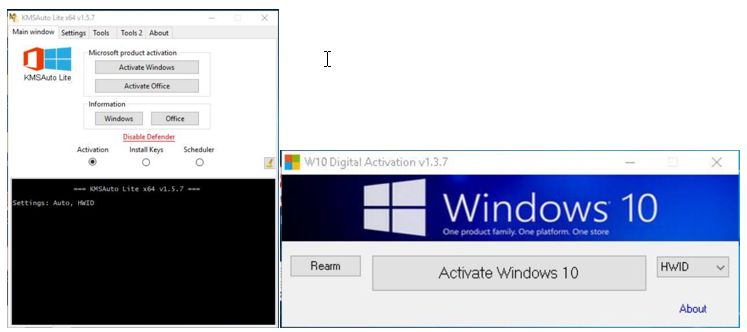 KMSAuto Lite x64 v1.5.7
Main window Settings Tools Tools 2 About
KMSAuto Lite
Microsoft product activation
Activate Windows
Activate Office
Information
Windows Office
Disable Defender
Activation Install Keys Scheduler
=== KMSAuto Lite x64 v1.5.7 ===
Settings: Auto, HWID
W10 Digital Activation v1.3.7
Windows 10
One product family. One platform. One store
Rearm
Activate Windows 10
HWID
About